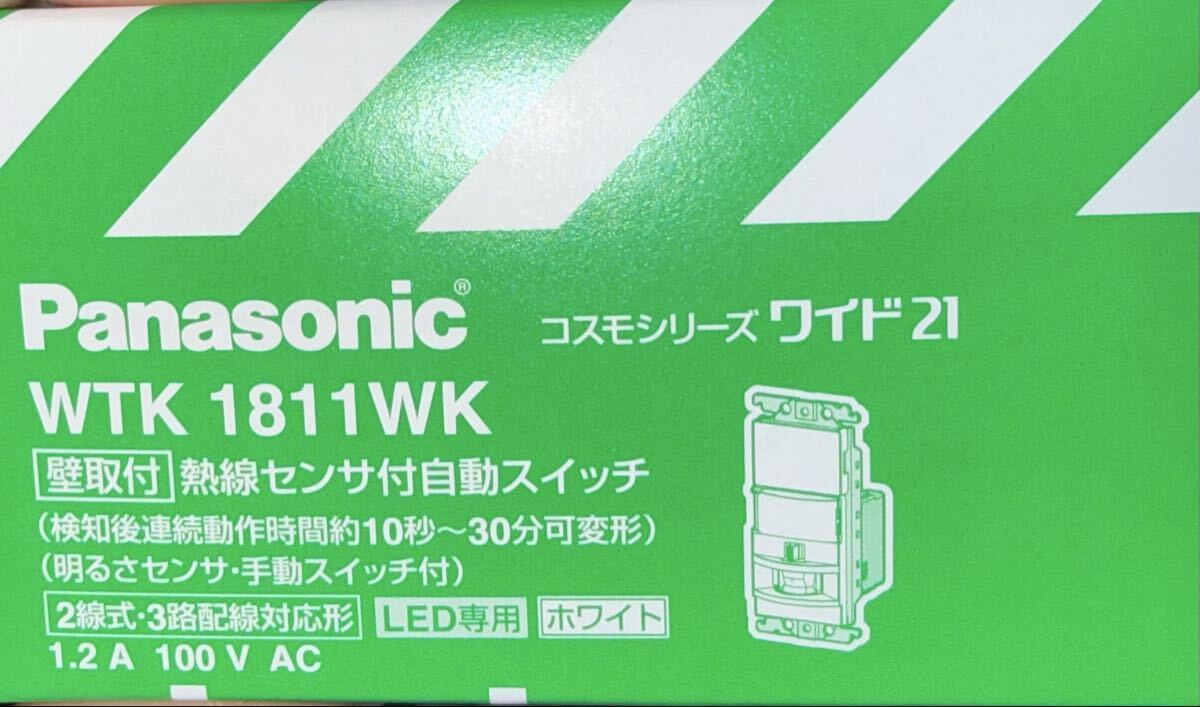 Panasonic®
コスモシリーズ ワイド21
WTK 1811WK
壁取付 熱線センサ付自動スイッチ
(検知後連続動作時間約10秒～30分可変形)
(明るさセンサ・手動スイッチ付)
2線式・3路配線対応形 LED専用 ホワイト
1.2 A 100 V AC